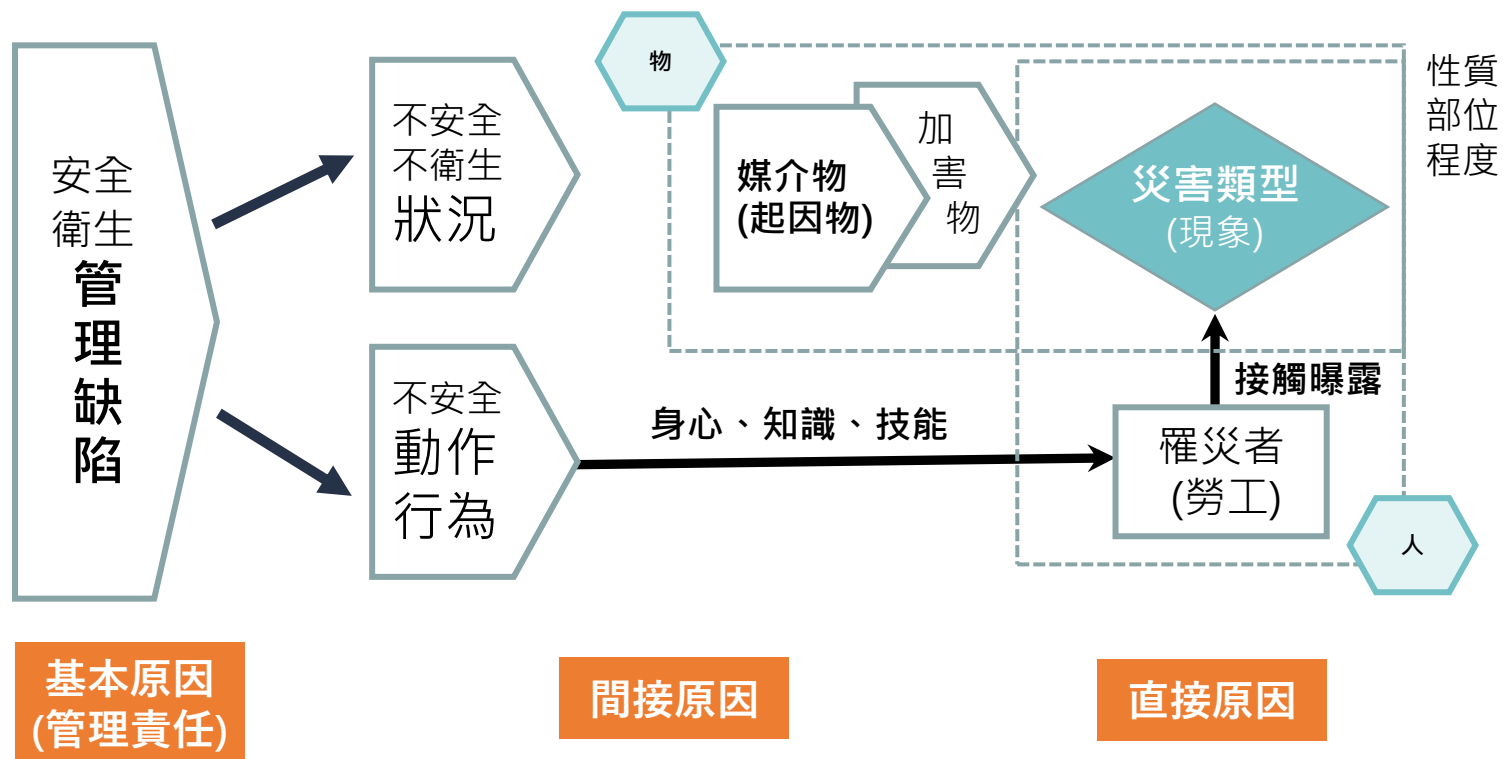 安全
衛生
管
理
缺
陷
不安全
不衛生
狀況
不安全
動作
行為
物
媒介物
(起因物)
加
害
物
災害類型
(現象)
性質
部位
程度
身心、知識、技能
接觸曝露
罹災者
(勞工)
人
基本原因
(管理責任)
間接原因
直接原因